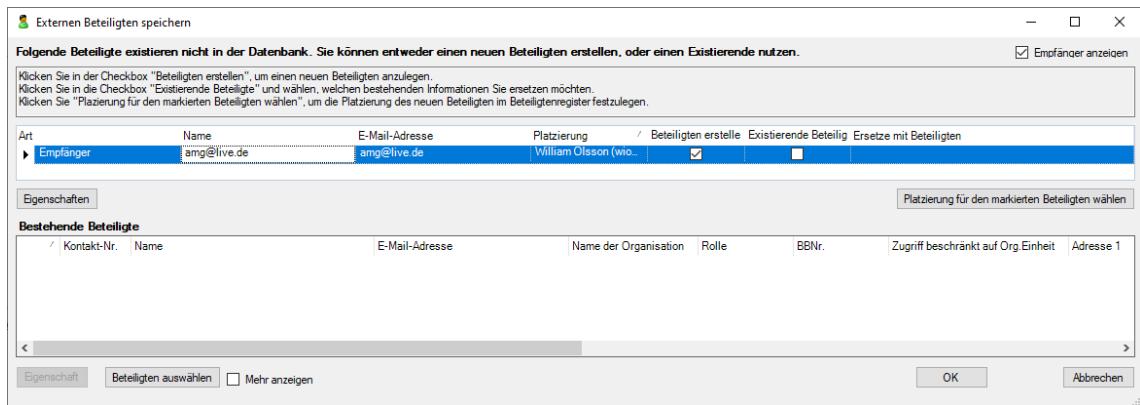 Externen Beteiligten speichern
Folgende Beteiligte existieren nicht in der Datenbank. Sie können entweder einen neuen Beteiligten erstellen, oder einen Existierende nutzen.
Empfänger anzeigen
Klicken Sie in der Checkbox "Beteiligten erstellen", um einen neuen Beteiligten anzulegen.
Klicken Sie in die Checkbox "Existierende Beteiligte" und wählen, welchen bestehenden Informationen Sie ersetzen möchten.
Klicken Sie "Plazierung für den markierten Beteiligten wählen", um die Platzierung des neuen Beteiligten im Beteiligtenregister festzulegen.
Art Name E-Mail-Adresse Platzierung Beteiligten erstelle Existierende Beteilig Ersetze mit Beteiligten
Empfänger amg@live.de amg@live.de William Olsson (wio...
Eigenschaften Platzierung für den markierten Beteiligten wählen
Bestehende Beteiligte
Kontakt-Nr. Name E-Mail-Adresse Name der Organisation Rolle BBNr. Zugriff beschränkt auf Org.Einheit Adresse 1
Eigenschaft Beteiligten auswählen Mehr anzeigen OK Abbrechen